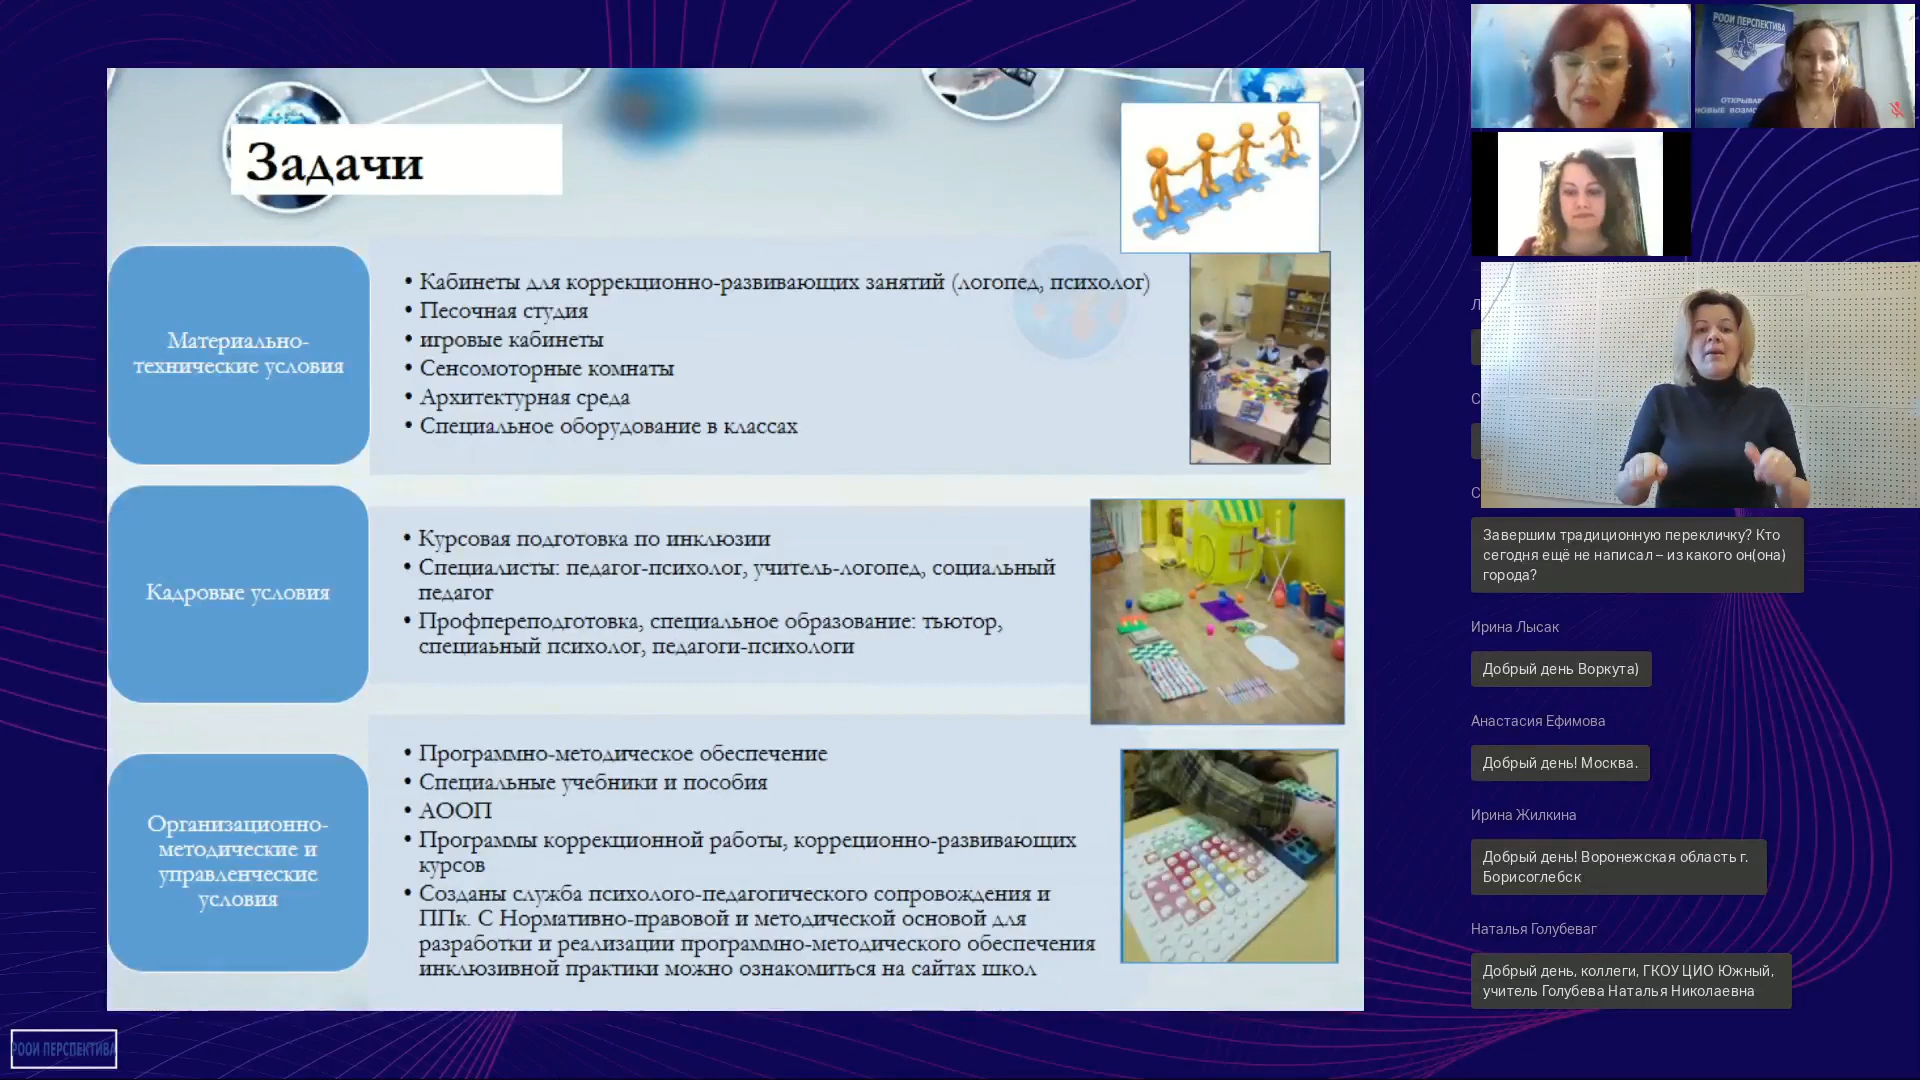 Задачи
Материально-
технические условия
• Кабинеты для коррекционно-развивающих занятий (логопед, психолог)
• Песочная студия
• игровые кабинеты
• Сенсомоторные комнаты
• Архитектурная среда
• Специальное оборудование в классах
Кадровые условия
• Курсовая подготовка по инклюзии
• Специалисты: педагог-психолог, учитель-логопед, социальный
педагог
• Профпереподготовка, специальное образование: тьютор,
специаьный психолог, педагоги-психологи
Организационно-
методические и
управленческие
условия
• Программно-методическое обеспечение
• Специальные учебники и пособия
• АООП
• Программы коррекционной работы, корреционно-развивающих
курсов
• Созданы служба психолого-педагогического сопровождения и
ППк. С Нормативно-правовой и методической основой для
разработки и реализации программно-методического обеспечения
инклюзивной практики можно ознакомиться на сайтах школ
РООИ ПЕРСПЕКТИВА
РООИ ПЕРСПЕКТИВА
НОВЫЕ
Завершим традиционную перекличку? Кто
сегодня ещё не написал – из какого он(она)
города?
Ирина Лысак
Добрый день Воркута)
Анастасия Ефимова
Добрый день! Москва.
Ирина Жилкина
Добрый день! Воронежская область г.
Борисоглебск
Наталья Голубеваг
Добрый день, коллеги, ГКОУ ЦИО Южный,
учитель Голубева Наталья Николаевна